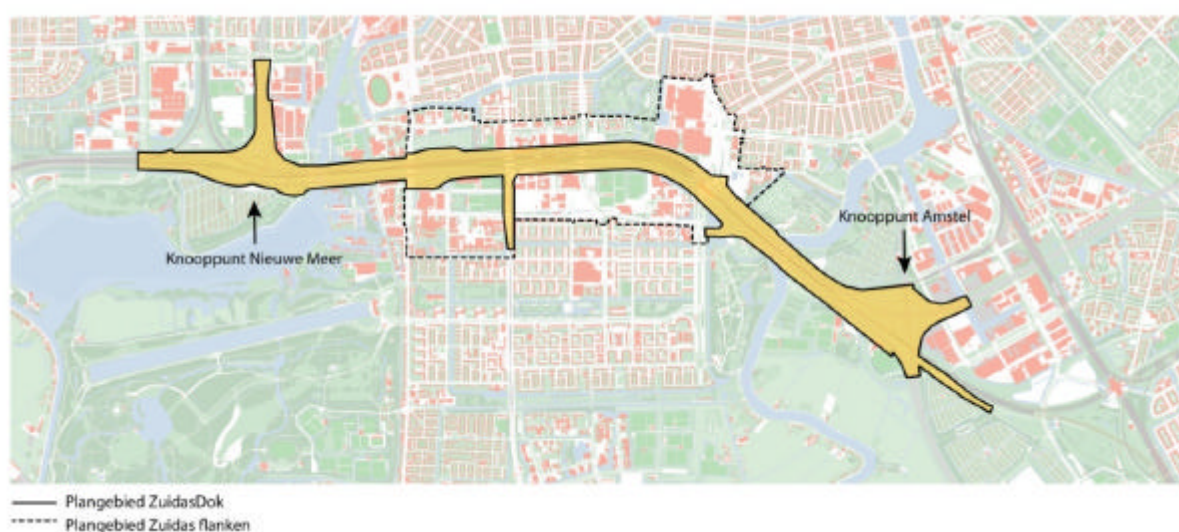 Knooppunt Amstel
Knooppunt Nieuwe Meer
Plangebied ZuidasDok
Plangebied Zuidas flanken